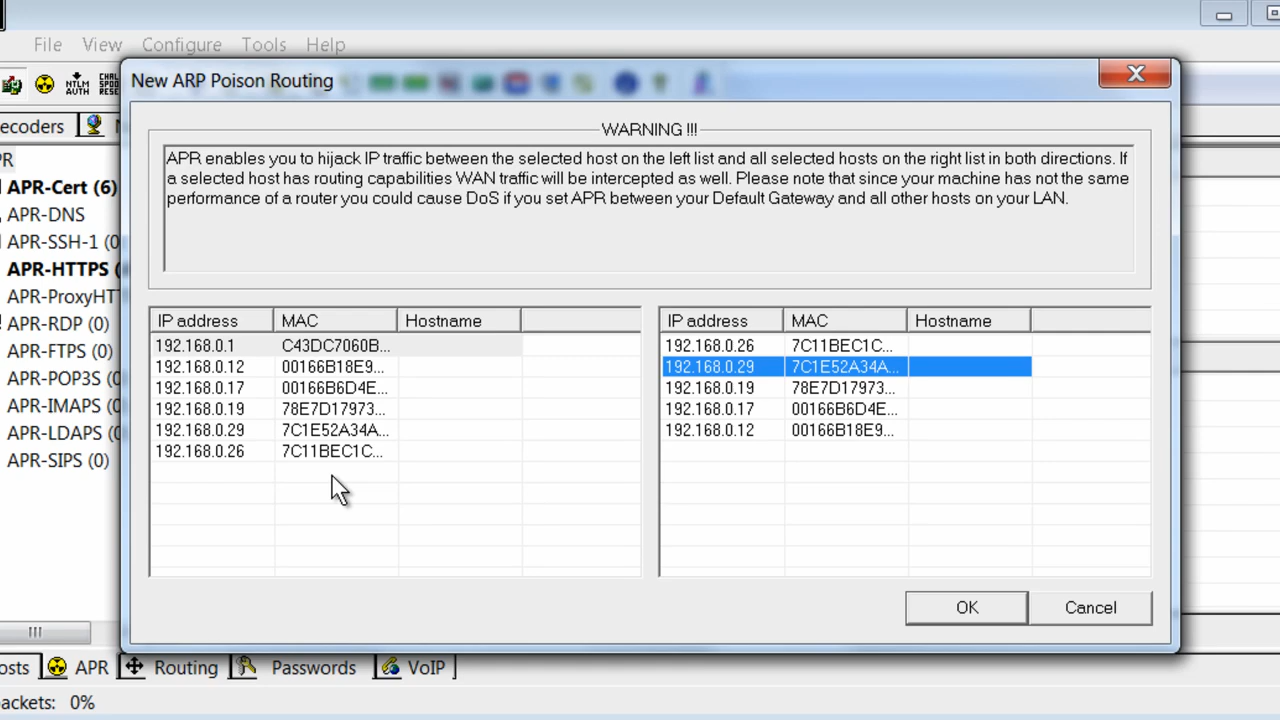 File View Configure Tools Help
NTLM AUTH
New ARP Poison Routing
ecoders
WARNING !!!
APR enables you to hijack IP traffic between the selected host on the left list and all selected hosts on the right list in both directions. If
a selected host has routing capabilities WAN traffic will be intercepted as well. Please note that since your machine has not the same
performance of a router you could cause DoS if you set APR between your Default Gateway and all other hosts on your LAN.
PR
APR-Cert (6)
APR-DNS
APR-SSH-1 (0
APR-HTTPS (
APR-ProxyHT
APR-RDP (0)
APR-FTPS (0)
APR-POP3S (0
APR-IMAPS (0
APR-LDAPS (0
APR-SIPS (0)
IP address MAC Hostname
192.168.0.1 C43DC7060B...
192.168.0.12 00166B18E9...
192.168.0.17 00166B6D4E...
192.168.0.19 78E7D17973...
192.168.0.29 7C1E52A34A...
192.168.0.26 7C11BEC1C...
IP address MAC Hostname
192.168.0.26 7C11BEC1C...
192.168.0.29 7C1E52A34A...
192.168.0.19 78E7D17973...
192.168.0.17 00166B6D4E...
192.168.0.12 00166B18E9...
OK Cancel
osts APR Routing Passwords VoIP
ackets: 0%